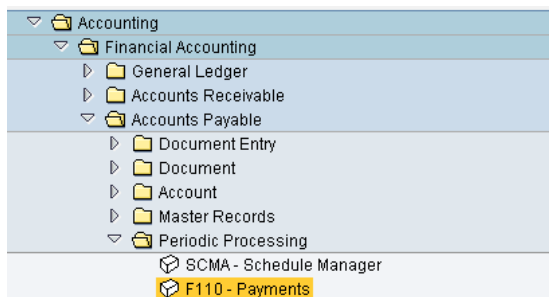 Accounting
Financial Accounting
General Ledger
Accounts Receivable
Accounts Payable
Document Entry
Document
Account
Master Records
Periodic Processing
SCMA - Schedule Manager
F110 - Payments